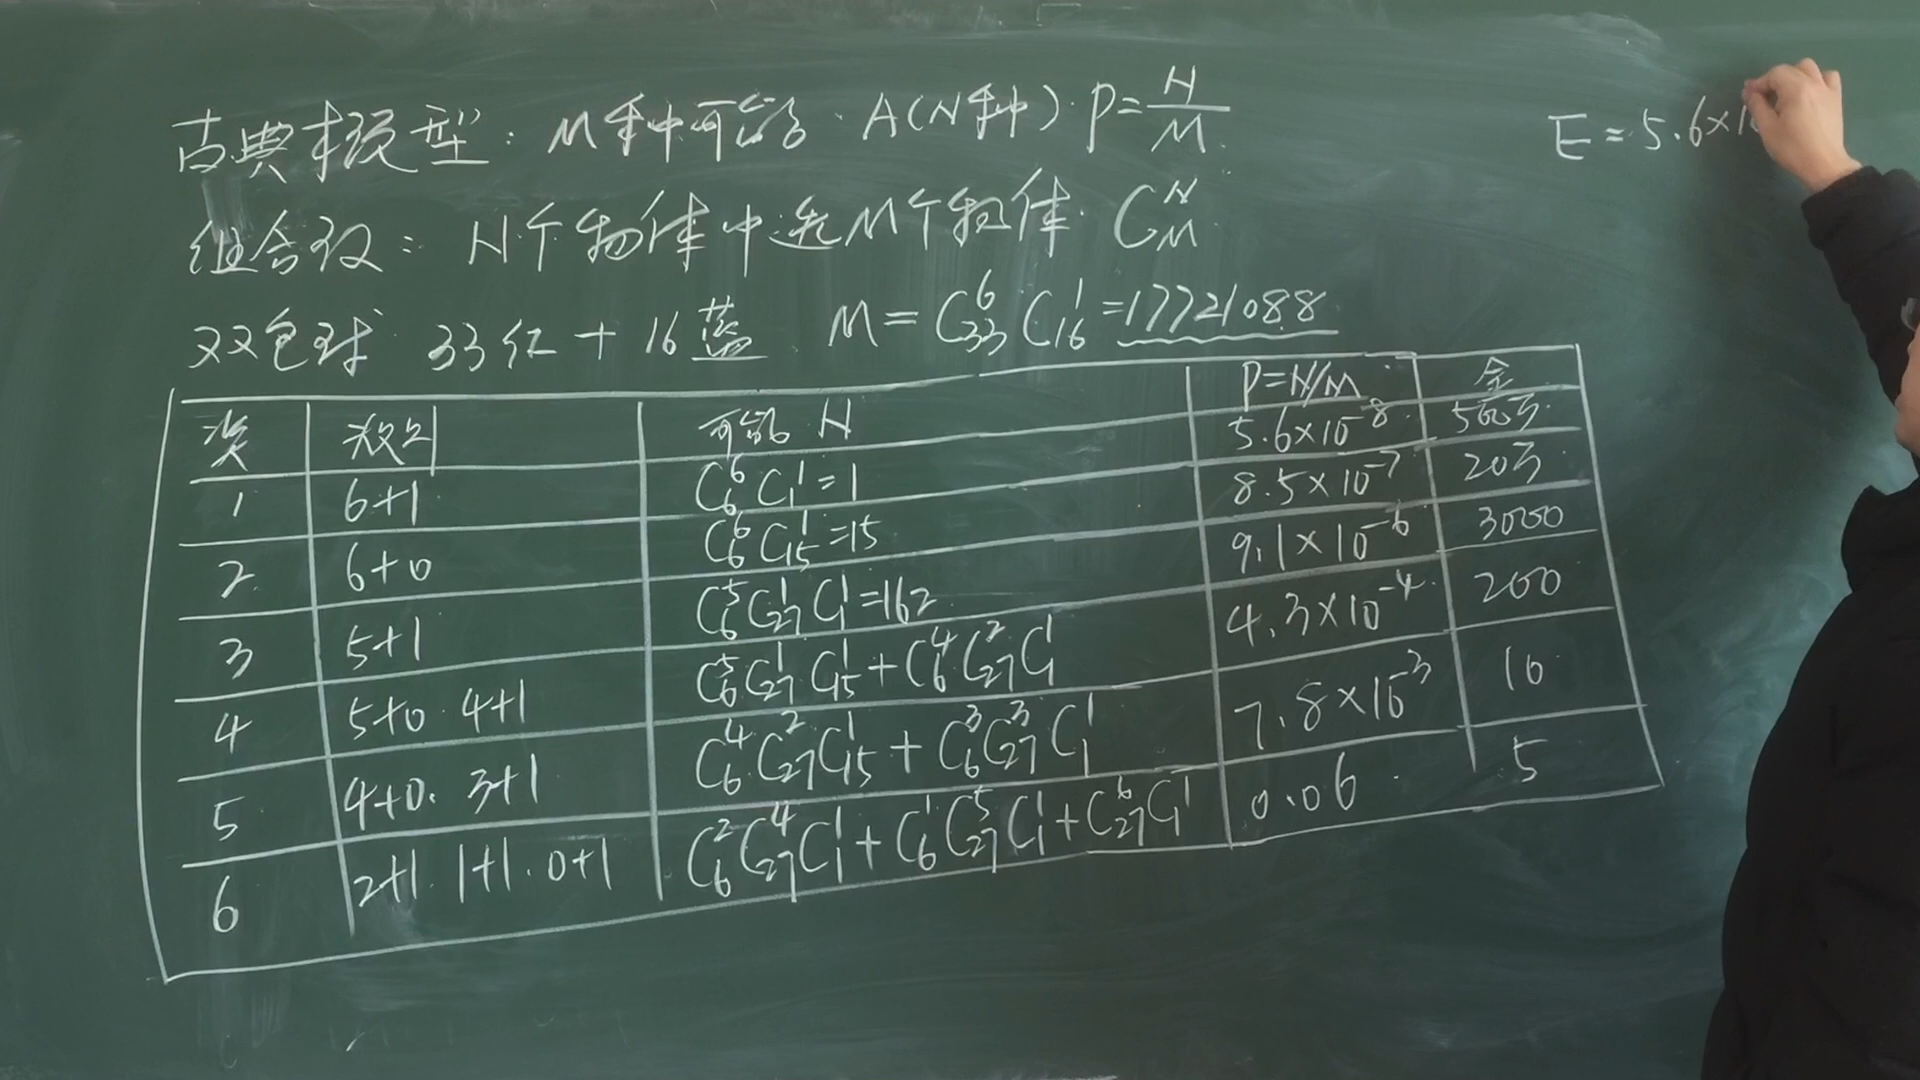 古典模型:M种可能 A(N种) P=N/M
E=5.6×1
组合数:N个物体中选M个物体 C_M^N
双色球 33红+16蓝 M=C_33^6 C_16^1=17721088
奖 规则 可能 N P=N/M 金
1 6+1 C_6^6 C_1^1=1 5.6×10^-8 500万
2 6+0 C_6^6 C_15^1=15 8.5×10^-7 20万
3 5+1 C_6^5 C_27^1 C_1^1=162 9.1×10^-6 3000
4 5+0 4+1 C_6^5 C_27^1 C_15^1+C_6^4 C_27^2 C_1^1 4.3×10^-4 200
5 4+0. 3+1 C_6^4 C_27^2 C_15^1+C_6^3 C_27^3 C_1^1 7.8×10^-3 10
6 2+1. 1+1. 0+1 C_6^2 C_27^4 C_1^1+C_6^1 C_27^5 C_1^1+C_27^6 C_1^1 0.06 5